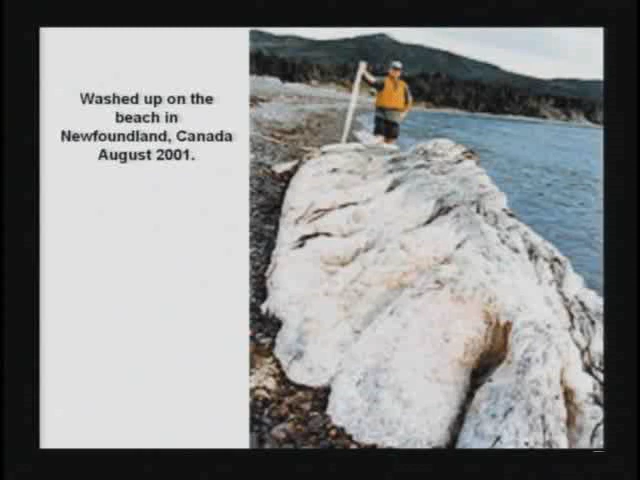 Washed up on the
beach in
Newfoundland, Canada
August 2001.